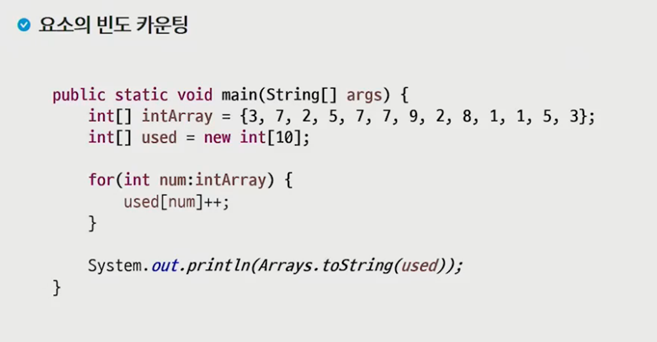 요소의 빈도 카운팅
public static void main(String[] args) {
int[] intArray = {3, 7, 2, 5, 7, 7, 9, 2, 8, 1, 1, 5, 3};
int[] used = new int[10];
for(int num:intArray) {
used[num]++;
}
System.out.println(Arrays.toString(used));
}